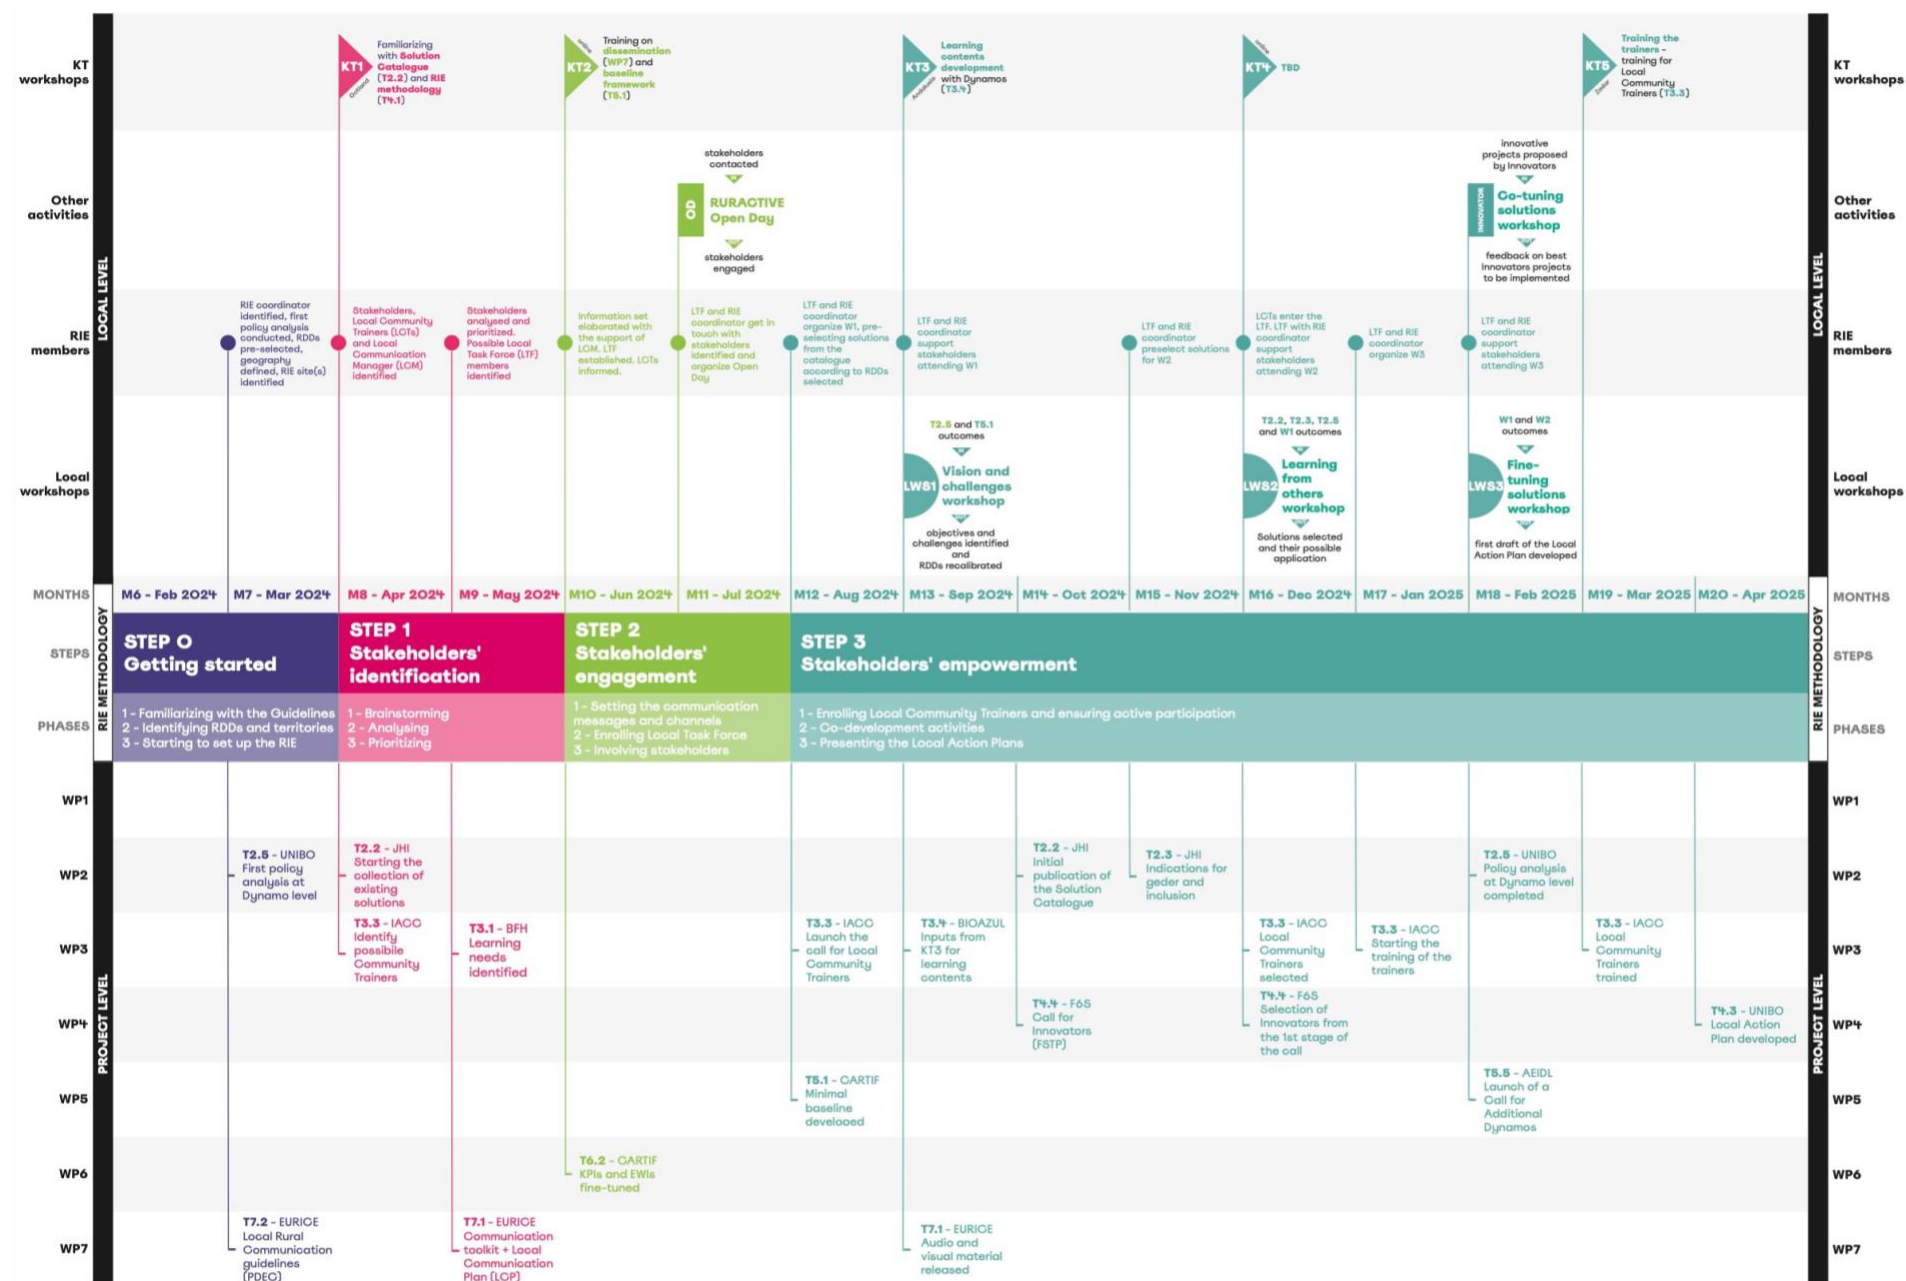 KT
workshops
KT1
Gotland
Familiarizing
with Solution
Catalogue
(T2.2) and RIE
methodology
(T4.1)
KT2
online
Training on
dissemination
(WP7) and
baseline
framework
(T5.1)
KT3
Andalusia
Learning
contents
development
with Dynamos
(T3.4)
KT4
online
TBD
KT5
Zadar
Training the
trainers -
training for
Local
Community
Trainers (T3.3)
KT
workshops
LOCAL LEVEL
Other
activities
stakeholders
contacted
IN
OD
RURACTIVE
Open Day
OUT
stakeholders
engaged
innovative
projects proposed
by Innovators
IN
INNOVATOR
Co-tuning
solutions
workshop
OUT
feedback on best
Innovators projects
to be implemented
Other
activities
LOCAL LEVEL
RIE
members
RIE coordinator
identified, first
policy analysis
conducted, RDDs
pre-selected,
geography
defined, RIE site(s)
identified
Stakeholders,
Local Community
Trainers (LCTs)
and Local
Communication
Manager (LCM)
identified
Stakeholders
analysed and
prioritized.
Possible Local
Task Force (LTF)
members
identified
Information set
elaborated with
the support of
LCM. LTF
established. LCTs
informed.
LTF and RIE
coordinator get in
touch with
stakeholders
identified and
organize Open
Day
LTF and RIE
coordinator
organize W1, pre-
selecting solutions
from the
catalogue
according to RDDs
selected
LTF and RIE
coordinator
support
stakeholders
attending W1
LTF and RIE
coordinator
preselect solutions
for W2
LCTs enter the
LTF. LTF with RIE
coordinator
support
stakeholders
attending W2
LTF and RIE
coordinator
organize W3
LTF and RIE
coordinator
support
stakeholders
attending W3
RIE
members
Local
workshops
T2.5 and T5.1
outcomes
IN
LWS1
Vision and
challenges
workshop
OUT
objectives and
challenges identified
and
RDDs recalibrated
T2.2, T2.3, T2.5
and W1 outcomes
IN
LWS2
Learning
from
others
workshop
OUT
Solutions selected
and their possible
application
W1 and W2
outcomes
IN
LWS3
Fine-
tuning
solutions
workshop
OUT
first draft of the Local
Action Plan developed
Local
workshops
MONTHS
M6 - Feb 2024
M7 - Mar 2024
M8 - Apr 2024
M9 - May 2024
M10 - Jun 2024
M11 - Jul 2024
M12 - Aug 2024
M13 - Sep 2024
M14 - Oct 2024
M15 - Nov 2024
M16 - Dec 2024
M17 - Jan 2025
M18 - Feb 2025
M19 - Mar 2025
M20 - Apr 2025
MONTHS
RIE METHODOLOGY
STEPS
STEP 0
Getting started
STEP 1
Stakeholders'
identification
STEP 2
Stakeholders'
engagement
STEP 3
Stakeholders' empowerment
STEPS
RIE METHODOLOGY
PHASES
1 - Familiarizing with the Guidelines
2 - Identifying RDDs and territories
3 - Starting to set up the RIE
1 - Brainstorming
2 - Analysing
3 - Prioritizing
1 - Setting the communication
messages and channels
2 - Enrolling Local Task Force
3 - Involving stakeholders
1 - Enrolling Local Community Trainers and ensuring active participation
2 - Co-development activities
3 - Presenting the Local Action Plans
PHASES
WP1
WP1
PROJECT LEVEL
WP2
T2.5 - UNIBO
First policy
analysis at
Dynamo level
T2.2 - JHI
Starting the
collection of
existing
solutions
T2.2 - JHI
Initial
publication of
the Solution
Catalogue
T2.3 - JHI
Indications for
geder and
inclusion
T2.5 - UNIBO
Policy analysis
at Dynamo level
completed
WP2
PROJECT LEVEL
WP3
T3.3 - IACC
Identify
possibile
Community
Trainers
T3.1 - BFH
Learning
needs
identified
T3.3 - IACC
Launch the
call for Local
Community
Trainers
T3.4 - BIOAZUL
Inputs from
KT3 for
learning
contents
T3.3 - IACC
Local
Community
Trainers
selected
T3.3 - IACC
Starting the
training of the
trainers
T3.3 - IACC
Local
Community
Trainers
trained
WP3
WP4
T4.4 - F6S
Call for
Innovators
(FSTP)
T4.4 - F6S
Selection of
Innovators from
the 1st stage of
the call
T4.3 - UNIBO
Local Action
Plan developed
WP4
WP5
T5.1 - CARTIF
Minimal
baseline
developed
T5.5 - AEIDL
Launch of a
Call for
Additional
Dynamos
WP5
WP6
T6.2 - CARTIF
KPIs and EWIs
fine-tuned
WP6
WP7
T7.2 - EURICE
Local Rural
Communication
guidelines
(PDEC)
T7.1 - EURICE
Communication
toolkit + Local
Communication
Plan (LCP)
T7.1 - EURICE
Audio and
visual material
released
WP7